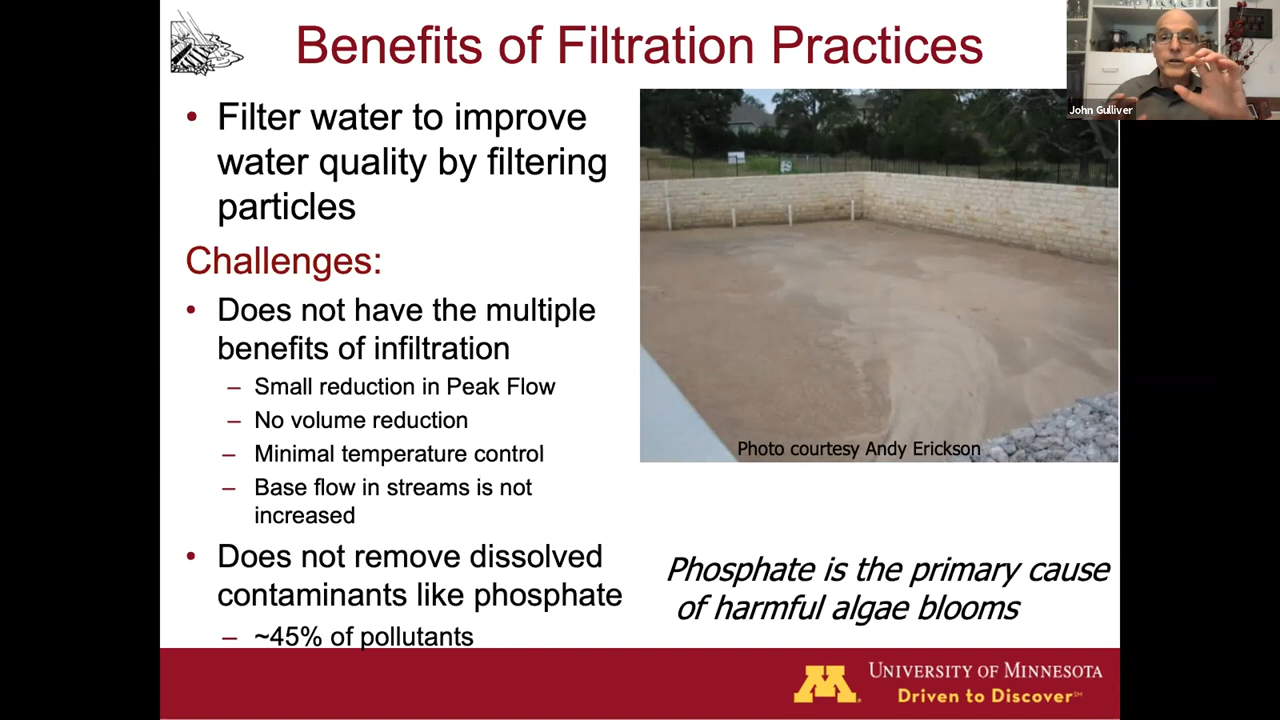 Benefits of Filtration Practices
John Gulliver
• Filter water to improve
water quality by filtering
particles
Challenges:
• Does not have the multiple
benefits of infiltration
– Small reduction in Peak Flow
– No volume reduction
– Minimal temperature control
– Base flow in streams is not
increased
• Does not remove dissolved
contaminants like phosphate
– ~45% of pollutants
Photo courtesy Andy Erickson
Phosphate is the primary cause
of harmful algae blooms
M
UNIVERSITY OF MINNESOTA
Driven to Discover℠